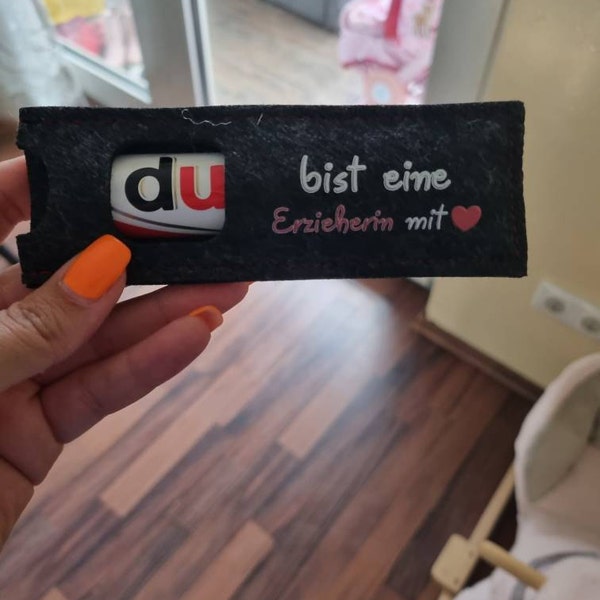 du bist eine
Erzieherin mit ❤